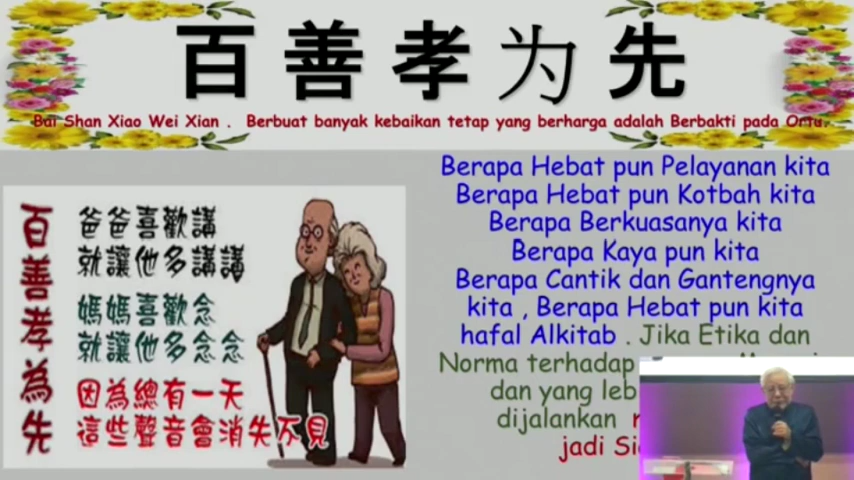 百善孝为先
Bai Shan Xiao Wei Xian . Berbuat banyak kebaikan tetap yang berharga adalah Berbakti pada Ortu.
百善孝為先
爸爸喜歡講
就讓他多講講
媽媽喜歡念
就讓他多念念
因為總有一天
這些聲音會消失不見
Berapa Hebat pun Pelayanan kita
Berapa Hebat pun Kotbah kita
Berapa Berkuasanya kita
Berapa Kaya pun kita
Berapa Cantik dan Gantengnya
kita , Berapa Hebat pun kita
hafal Alkitab . Jika Etika dan
Norma terhadap
dan yang
dijalankan
jadi